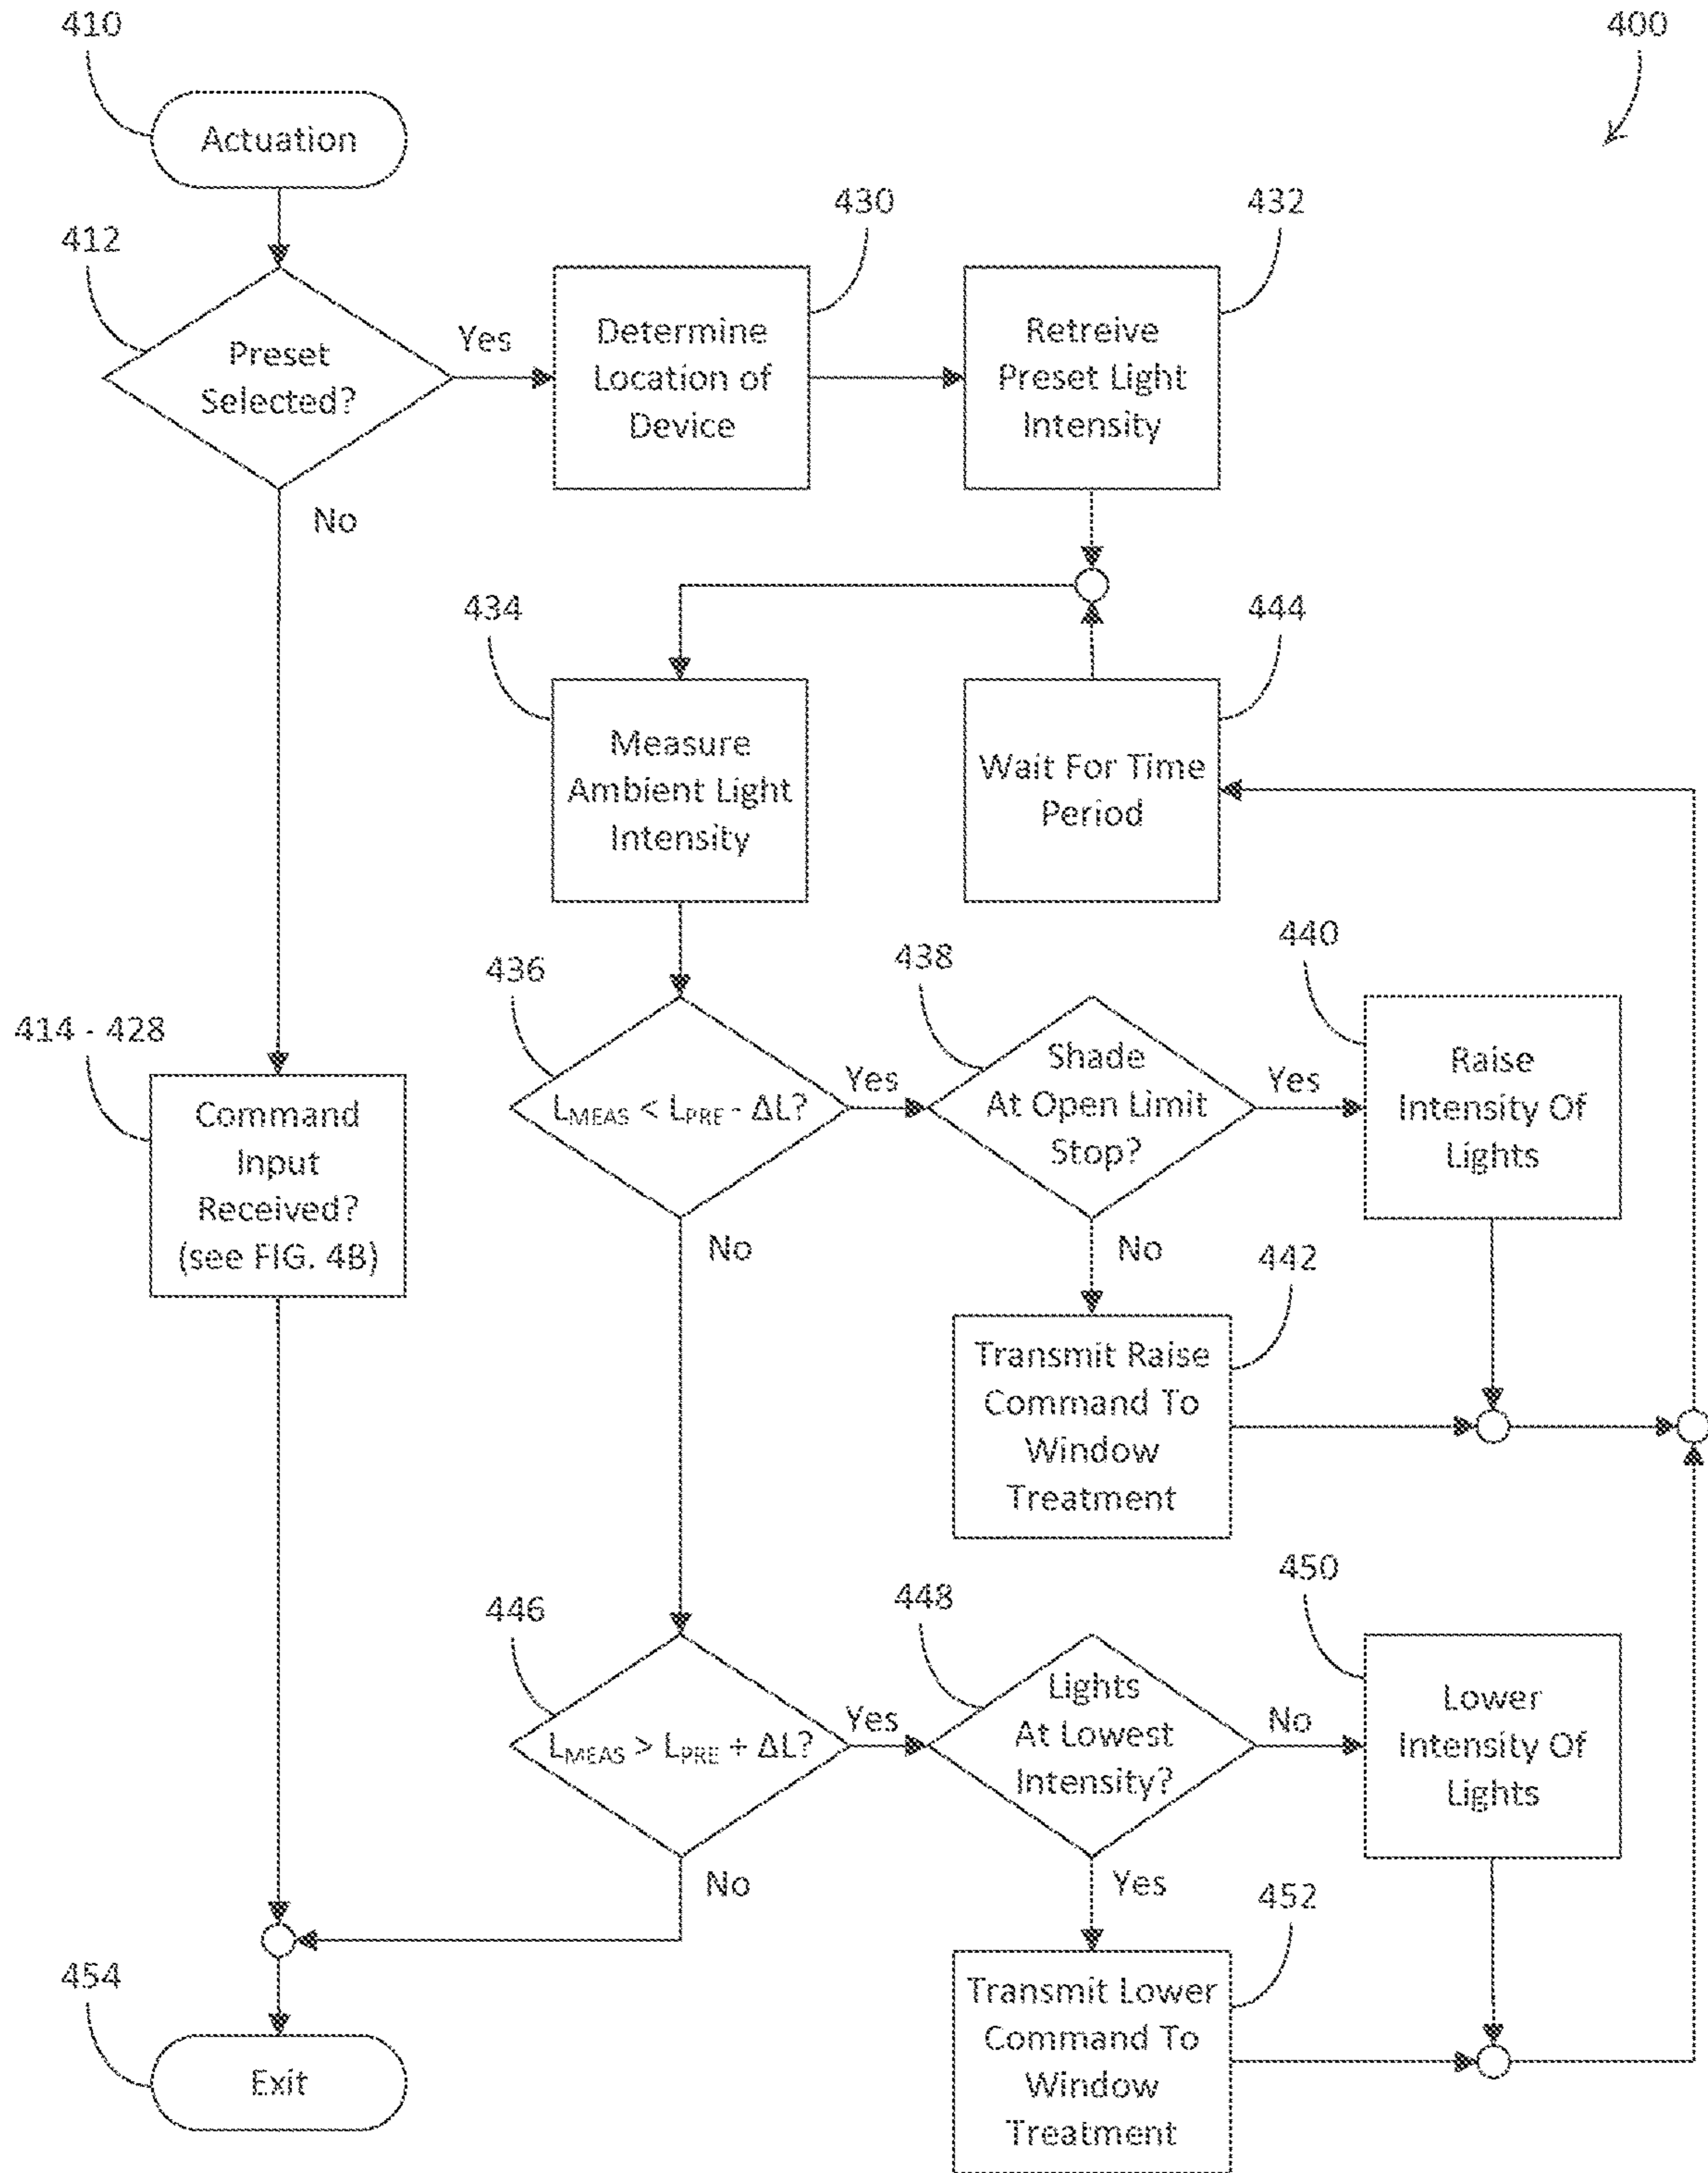 410
400
Actuation
430
432
412
Yes
Preset
Selected?
Determine
Location of
Device
Retreive
Preset Light
Intensity
No
434
444
Measure
Ambient Light
Intensity
Wait For Time
Period
436
438
440
414 - 428
Command
Input
Received?
(see FIG. 4B)
L_MEAS < L_PRE - ΔL?
Yes
Shade
At Open Limit
Stop?
Yes
Raise
Intensity Of
Lights
No
No
442
Transmit Raise
Command To
Window
Treatment
446
448
450
L_MEAS > L_PRE + ΔL?
Yes
Lights
At Lowest
Intensity?
No
Lower
Intensity Of
Lights
No
Yes
452
454
Transmit Lower
Command To
Window
Treatment
Exit